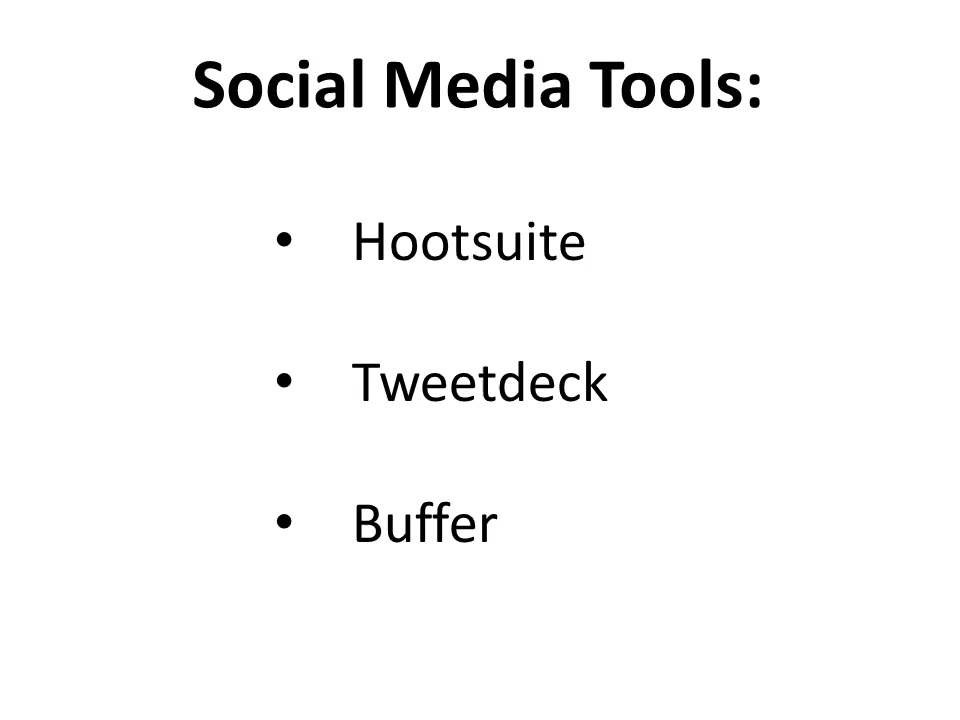 Social Media Tools:
• Hootsuite
• Tweetdeck
• Buffer